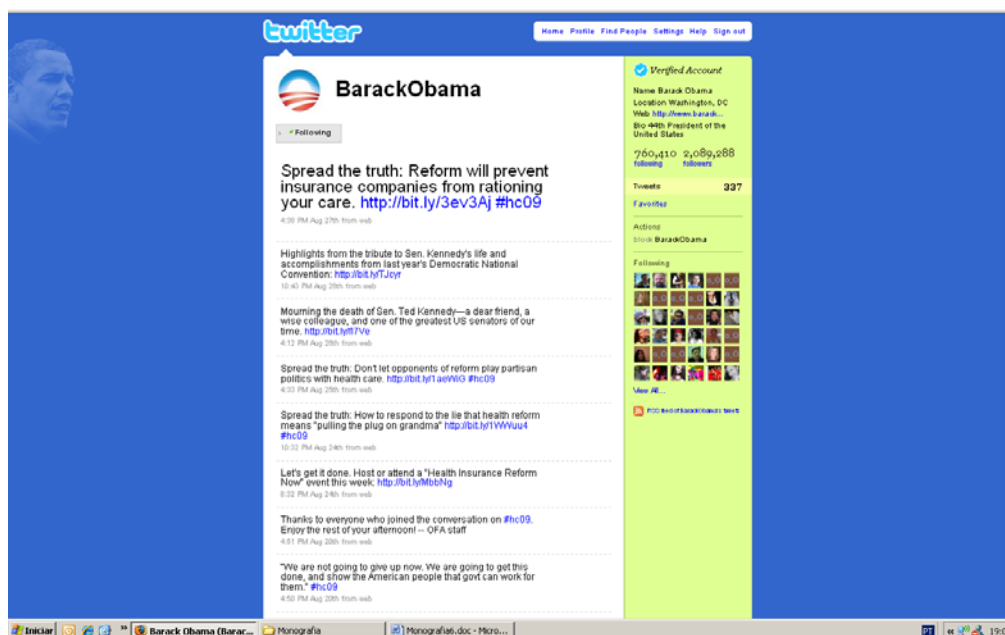 twitter
Home Profile Find People Settings Help Sign out
BarackObama
Following
Spread the truth: Reform will prevent
insurance companies from rationing
your care. http://bit.ly/3ev3Aj #hc09
4:39 PM Aug 27th from web
Highlights from the tribute to Sen. Kennedy's life and
accomplishments from last year's Democratic National
Convention: http://bit.ly/TJcyr
10:43 PM Aug 26th from web
Mourning the death of Sen. Ted Kennedy—a dear friend, a
wise colleague, and one of the greatest US senators of our
time.
4:12 PM Aug 26th from web
Spread the truth: Don't let opponents of reform play partisan
politics with health care. http://bit.ly/1aeWiG #hc09
4:33 PM Aug 25th from web
Spread the truth: How to respond to the lie that health reform
means "pulling the plug on grandma" http://bit.ly/1WWuu4
#hc09
10:32 PM Aug 24th from web
Let's get it done. Host or attend a "Health Insurance Reform
Now" event this week: http://bit.ly/MbbNg
8:32 PM Aug 24th from web
Thanks to everyone who joined the conversation on #hc09.
Enjoy the rest of your afternoon! -- OFA staff
4:51 PM Aug 20th from web
"We are not going to give up now. We are going to get this
done, and show the American people that govt can work for
them." #hc09
4:50 PM Aug 20th from web
Verified Account
Name Barack Obama
Location Washington, DC
Web http://www.barack...
Bio 44th President of the
United States
760,410 2,089,288
following followers
Tweets 337
Favorites
Actions
block BarackObama
Following
View All...
RSS feed of BarackObama's tweets
Iniciar » Barack Obama (Barac... Monografia Monografia6.doc - Micro... PT «